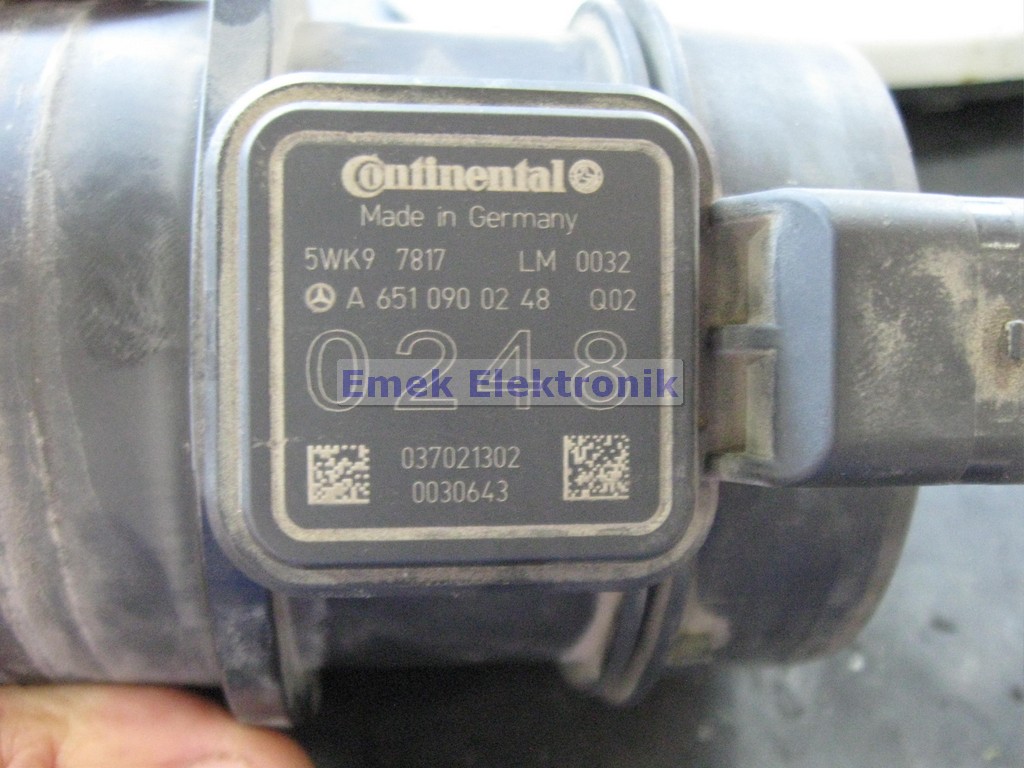 Continental
Made in Germany
5WK9 7817 LM 0032
A 651 090 02 48 Q02
0248
Emek Elektronik
037021302
0030643